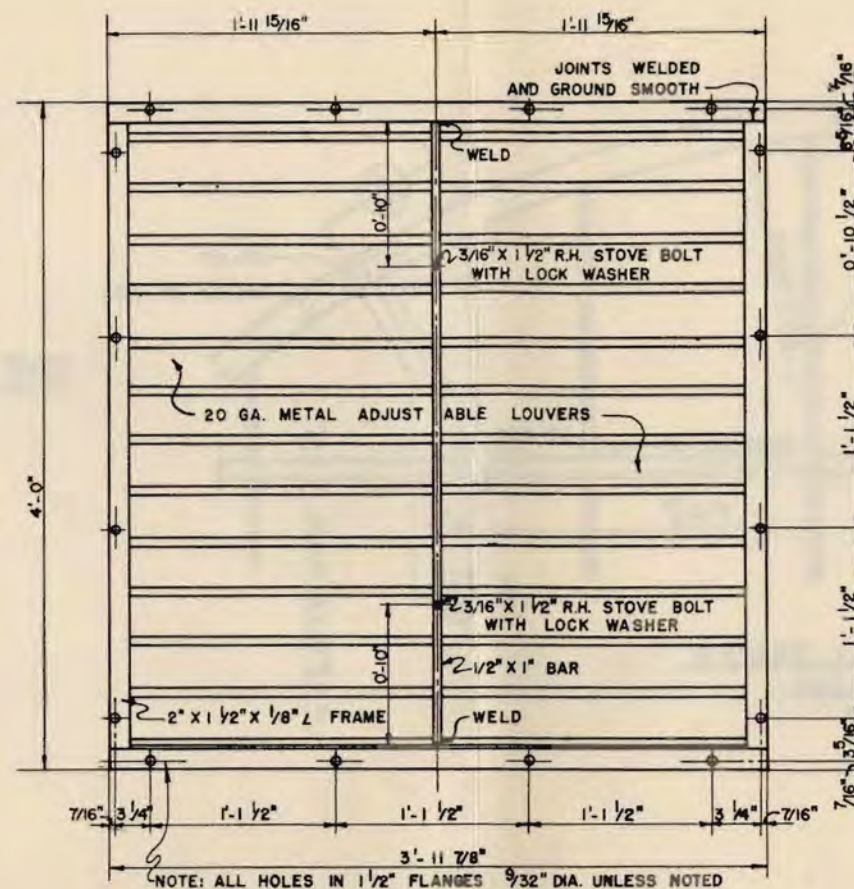 1'-11 15/16"
1'-11 15/16"
JOINTS WELDED
AND GROUND SMOOTH
7/16"
WELD
0'-10"
3/16" X 1 1/2" R.H. STOVE BOLT
WITH LOCK WASHER
0'-10 1/2"
20 GA. METAL ADJUSTABLE LOUVERS
1'-1 1/2"
4'-0"
3/16" X 1 1/2" R.H. STOVE BOLT
WITH LOCK WASHER
0'-10"
1'-1 1/2"
1/2" X 1" BAR
2" X 1 1/2" X 1/8" L FRAME
WELD
3 5/16"
7/16"
7/16" 3 1/4" 1'-1 1/2" 1'-1 1/2" 1'-1 1/2" 3 1/4" 7/16"
3'-11 7/8"
NOTE: ALL HOLES IN 1 1/2" FLANGES 9/32" DIA. UNLESS NOTED